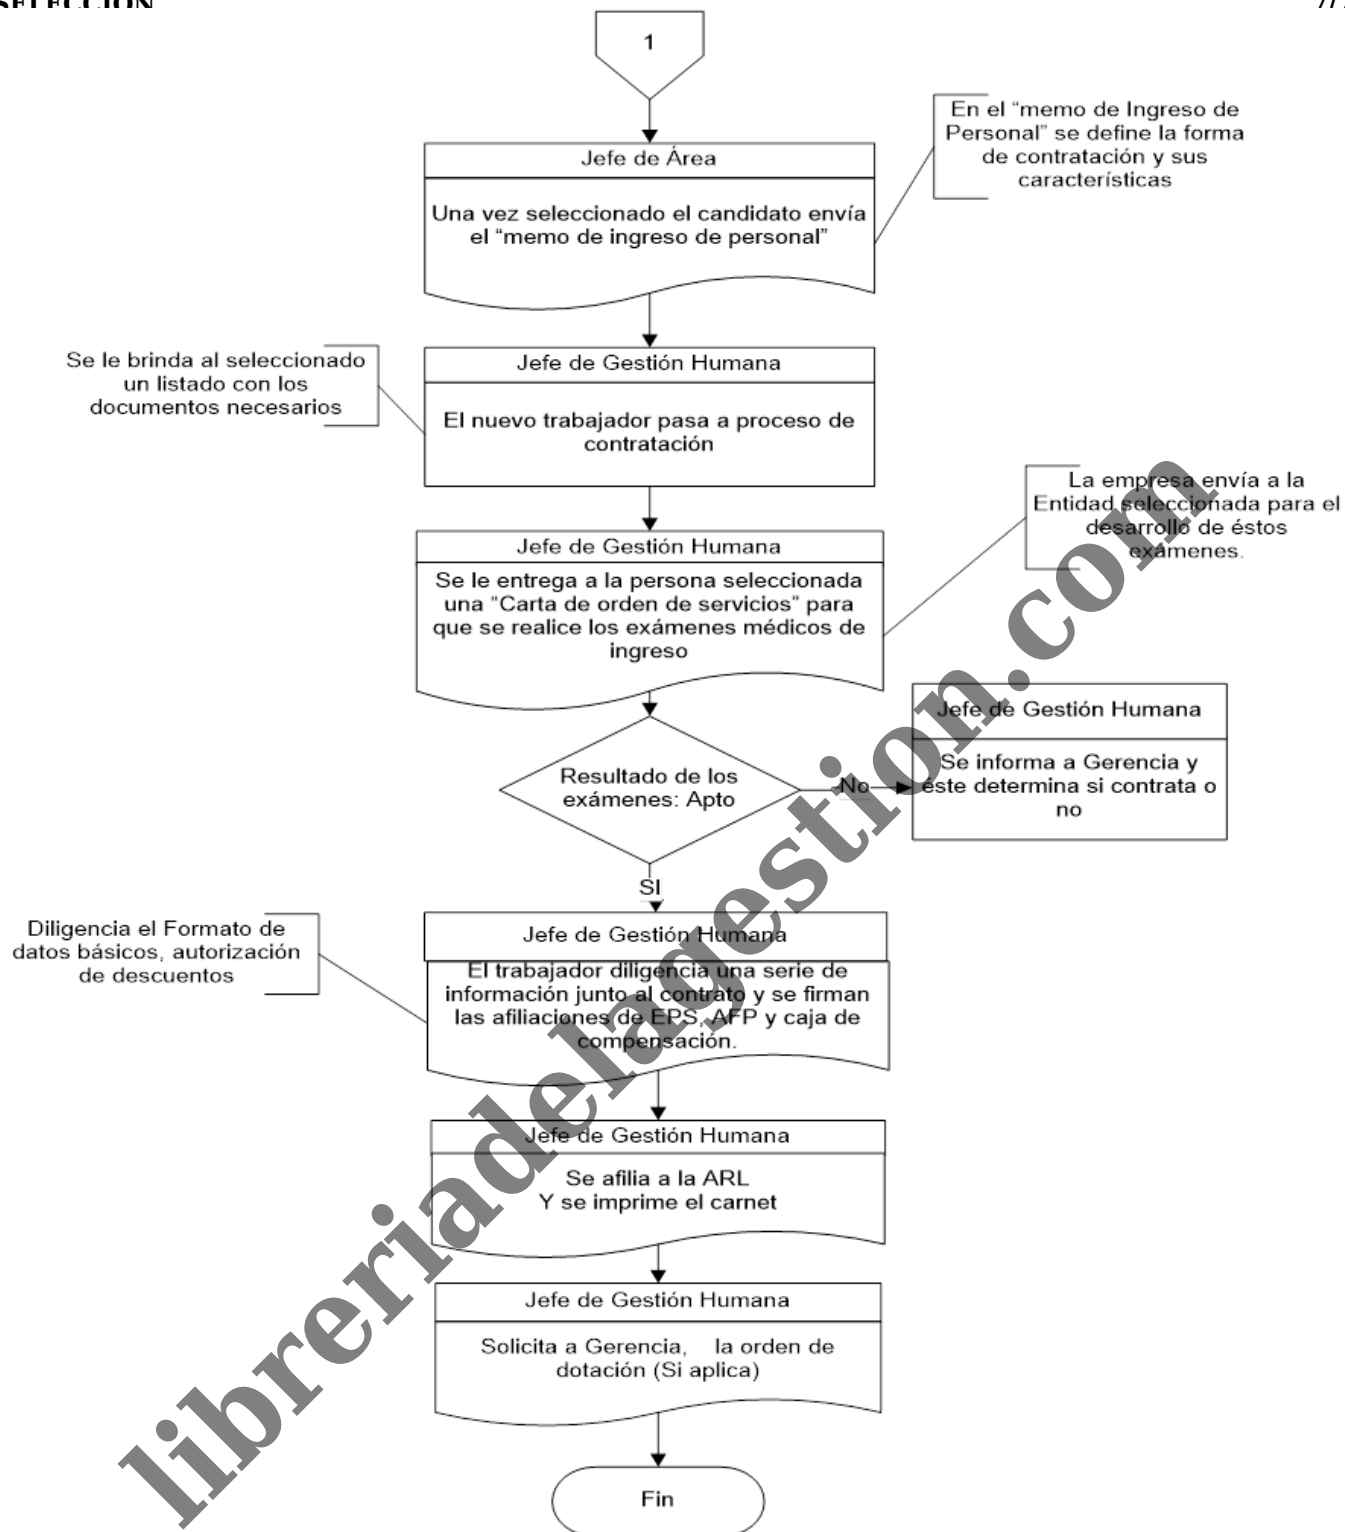 SELECCIÓN
1
En el “memo de Ingreso de
Personal” se define la forma
de contratación y sus
características
Jefe de Área
Una vez seleccionado el candidato envía
el “memo de ingreso de personal”
Se le brinda al seleccionado
un listado con los
documentos necesarios
Jefe de Gestión Humana
El nuevo trabajador pasa a proceso de
contratación
La empresa envía a la
Entidad seleccionada para el
desarrollo de éstos
exámenes.
Jefe de Gestión Humana
Se le entrega a la persona seleccionada
una “Carta de orden de servicios” para
que se realice los exámenes médicos de
ingreso
Resultado de los
exámenes: Apto
No
Jefe de Gestión Humana
Se informa a Gerencia y
éste determina si contrata o
no
SI
Diligencia el Formato de
datos básicos, autorización
de descuentos
Jefe de Gestión Humana
El trabajador diligencia una serie de
información junto al contrato y se firman
las afiliaciones de EPS, AFP y caja de
compensación.
Jefe de Gestión Humana
Se afilia a la ARL
Y se imprime el carnet
Jefe de Gestión Humana
Solicita a Gerencia, la orden de
dotación (Si aplica)
Fin
libreriadelagestion.com